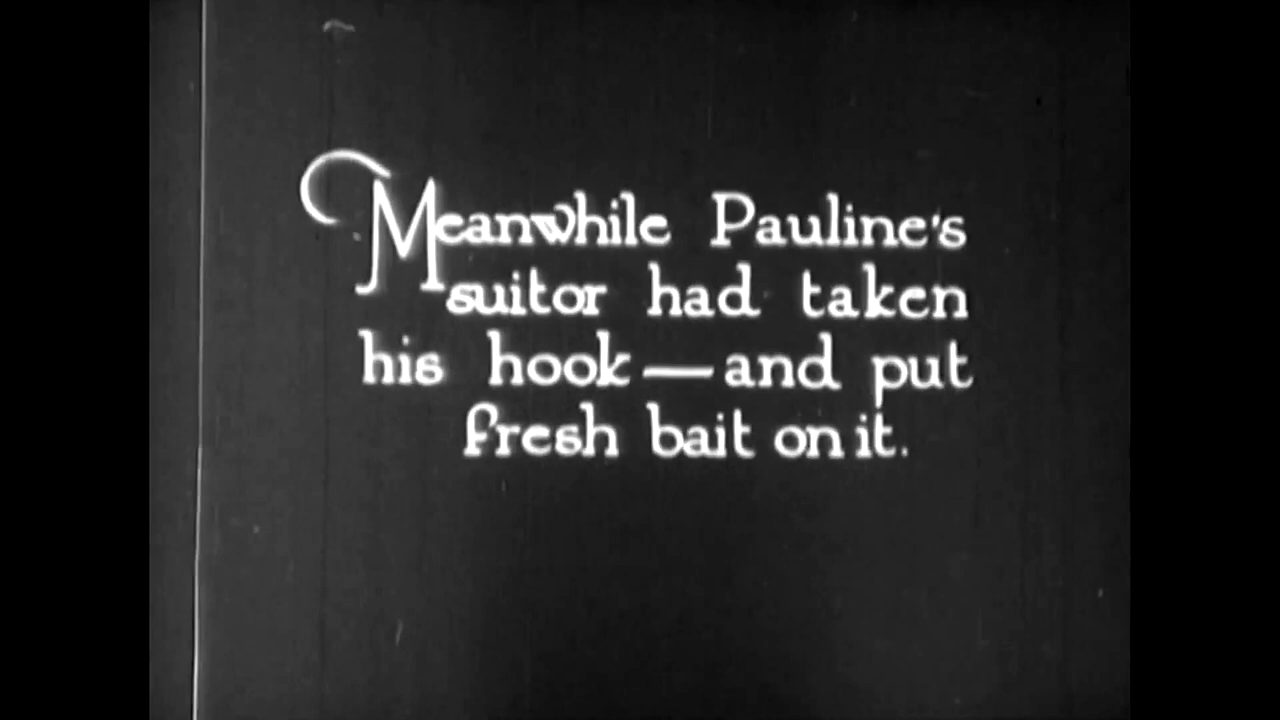 Meanwhile Pauline's
suitor had taken
his hook—and put
fresh bait on it.